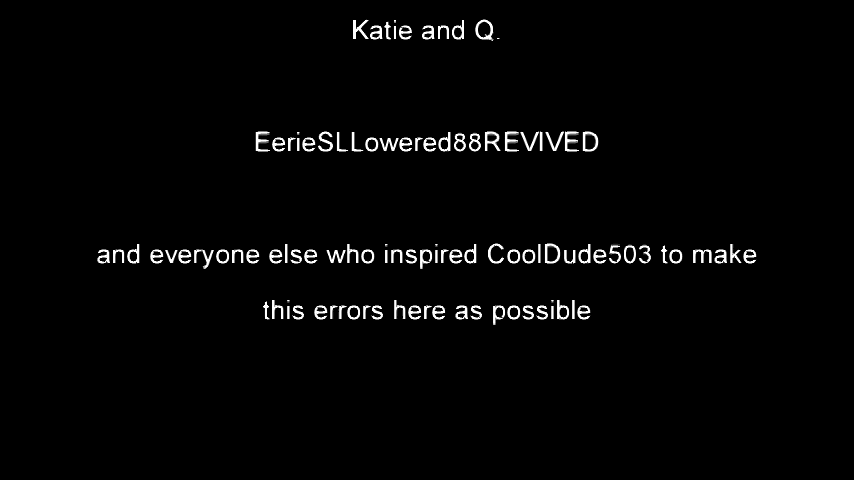 Katie and Q.
EerieSLLowered88REVIVED
and everyone else who inspired CoolDude503 to make
this errors here as possible